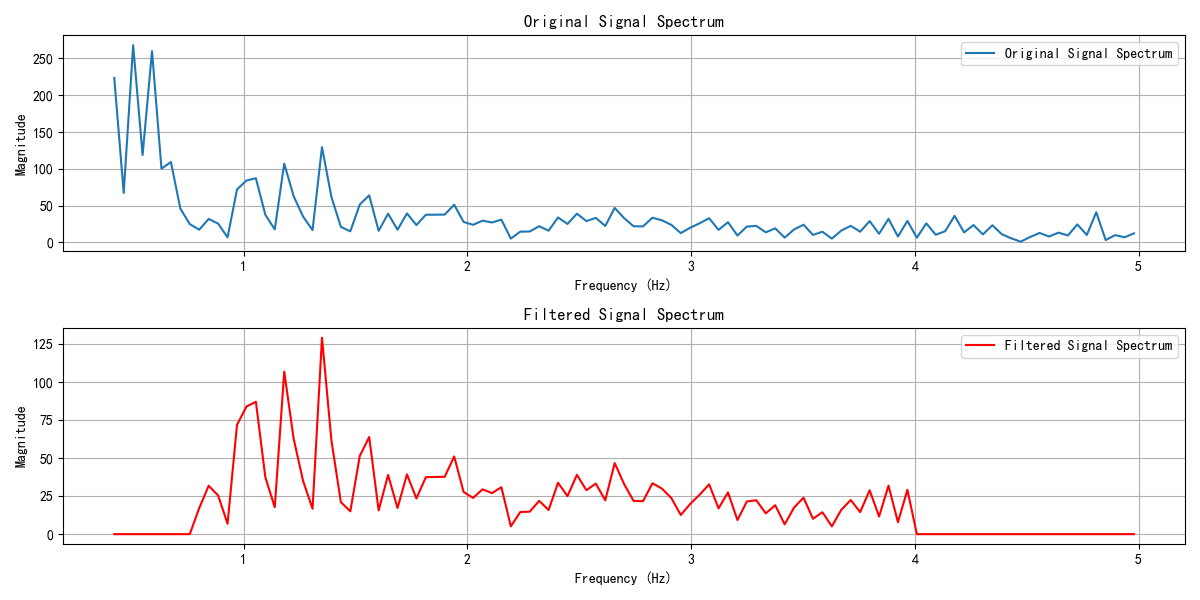 Original Signal Spectrum
Original Signal Spectrum
Magnitude
250
200
150
100
50
0
1
2
3
4
5
Frequency (Hz)
Filtered Signal Spectrum
Filtered Signal Spectrum
Magnitude
125
100
75
50
25
0
1
2
3
4
5
Frequency (Hz)